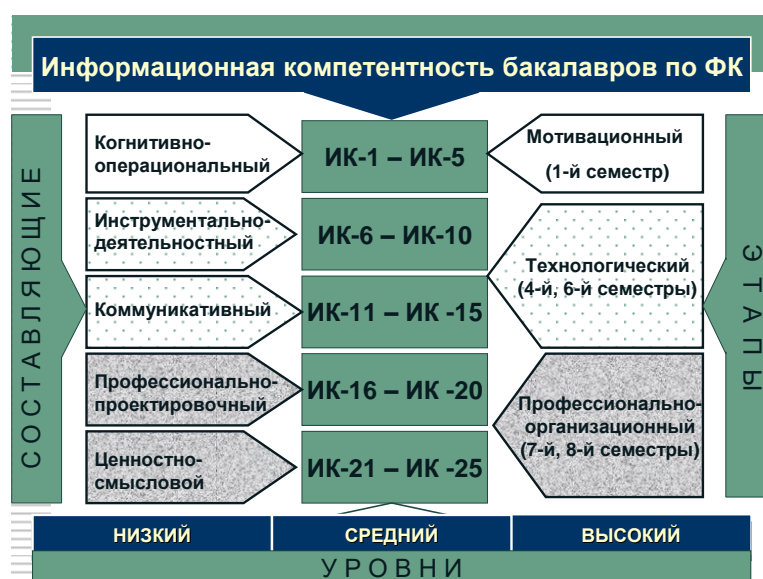 Информационная компетентность бакалавров по ФК
СОСТАВЛЯЮЩИЕ
Когнитивно-
операциональный
ИК-1 – ИК-5
Мотивационный
(1-й семестр)
Инструментально-
деятельностный
ИК-6 – ИК-10
Технологический
(4-й, 6-й семестры)
Коммуникативный
ИК-11 – ИК -15
Профессионально-
проектировочный
ИК-16 – ИК -20
Профессионально-
организационный
(7-й, 8-й семестры)
Ценностно-
смысловой
ИК-21 – ИК -25
ЭТАПЫ
НИЗКИЙ
СРЕДНИЙ
ВЫСОКИЙ
УРОВНИ